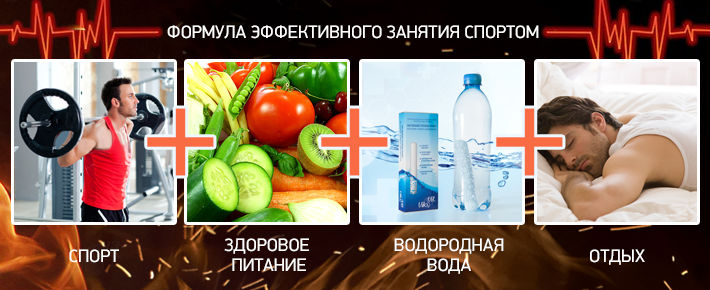 ФОРМУЛА ЭФФЕКТИВНОГО ЗАНЯТИЯ СПОРТОМ
СПОРТ
ЗДОРОВОЕ
ПИТАНИЕ
ВОДОРОДНАЯ
ВОДА
ОТДЫХ